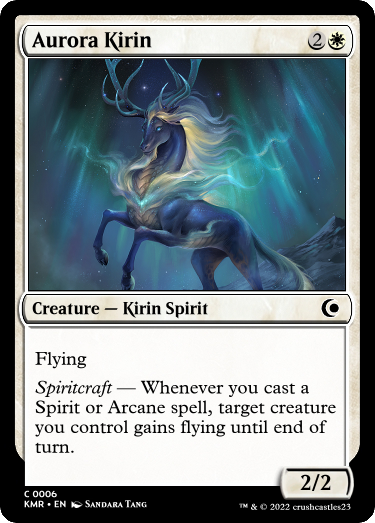 Aurora Kirin 2
Creature — Kirin Spirit
Flying
Spiritcraft — Whenever you cast a
Spirit or Arcane spell, target creature
you control gains flying until end of
turn.
2/2
C 0006
KMR • EN Sandara Tang
™ & © 2022 crushcastles23